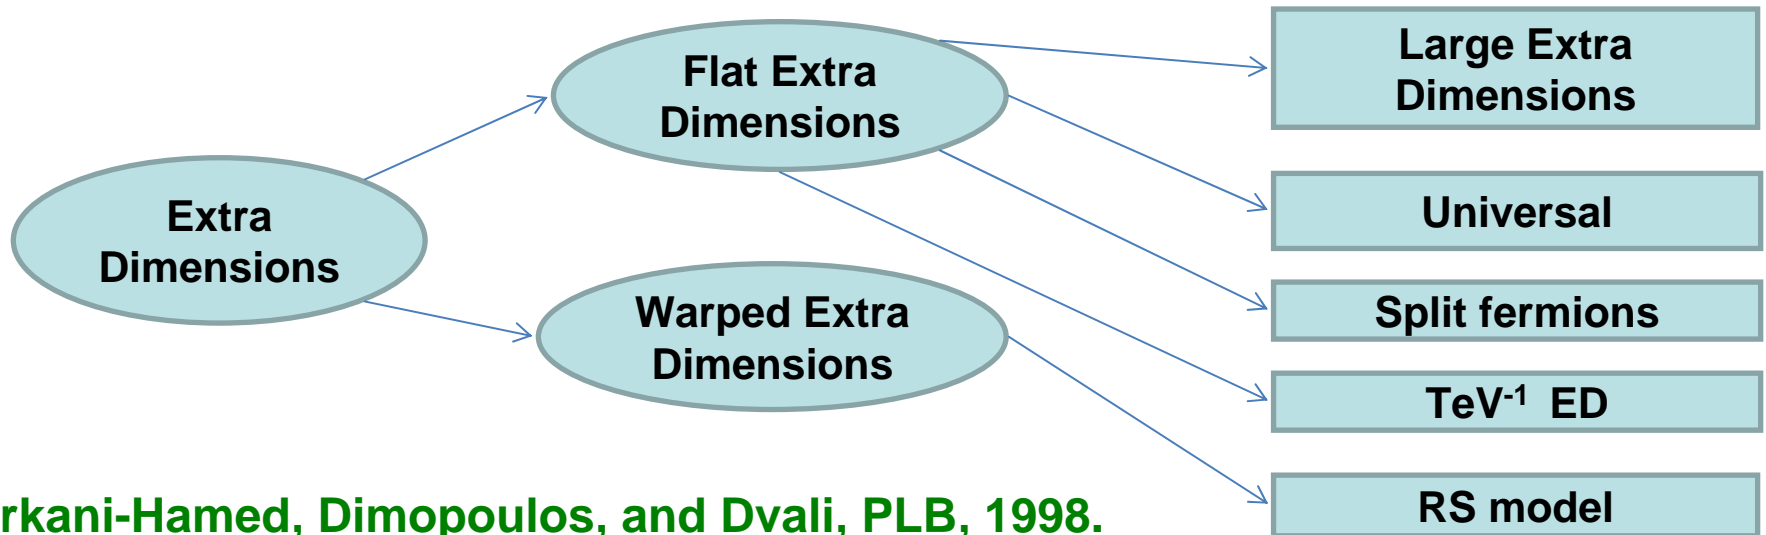 Extra
Dimensions
Flat Extra
Dimensions
Warped Extra
Dimensions
Large Extra
Dimensions
Universal
Split fermions
TeV⁻¹ ED
RS model
rkani-Hamed, Dimopoulos, and Dvali, PLB, 1998.